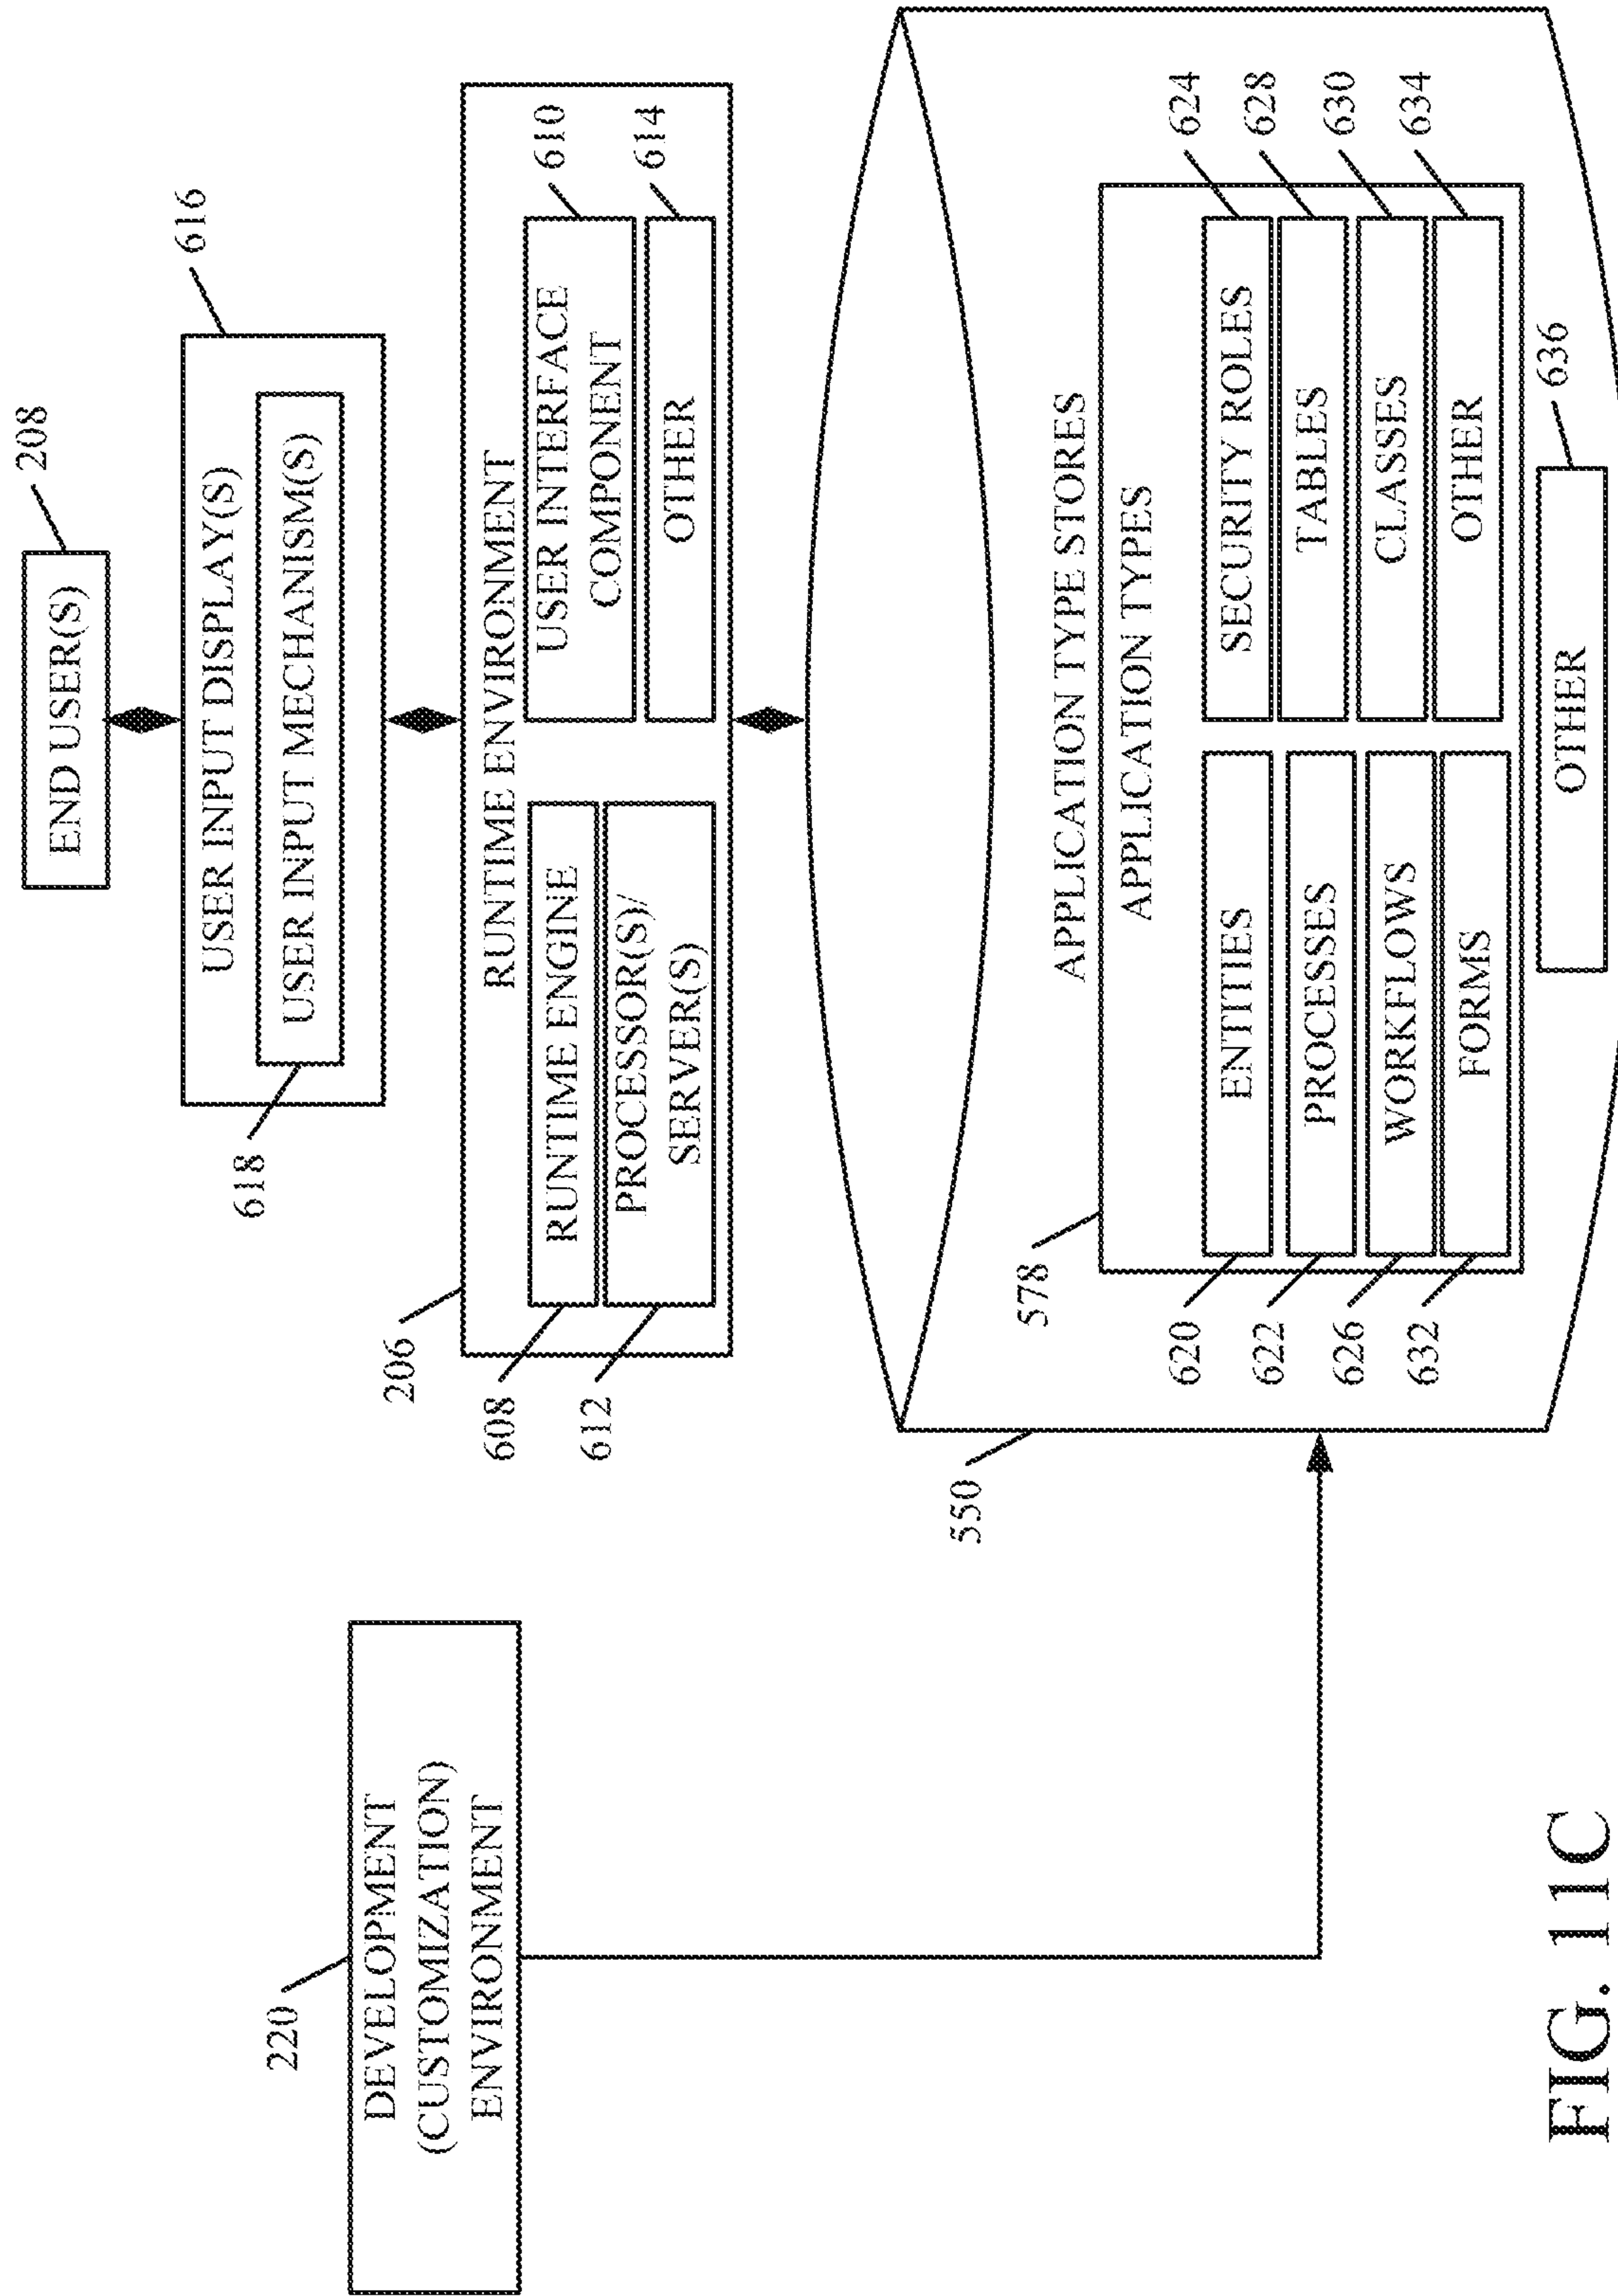 208
END USER(S)
616
USER INPUT DISPLAY(S)
USER INPUT MECHANISM(S)
618
220
DEVELOPMENT
(CUSTOMIZATION)
ENVIRONMENT
206
RUNTIME ENVIRONMENT
608
RUNTIME ENGINE
612
PROCESSOR(S)/
SERVER(S)
USER INTERFACE
COMPONENT
610
OTHER
614
550
APPLICATION TYPE STORES
578
APPLICATION TYPES
620
ENTITIES
SECURITY ROLES
624
622
PROCESSES
TABLES
628
626
WORKFLOWS
CLASSES
630
632
FORMS
OTHER
634
OTHER
636
FIG. 11C